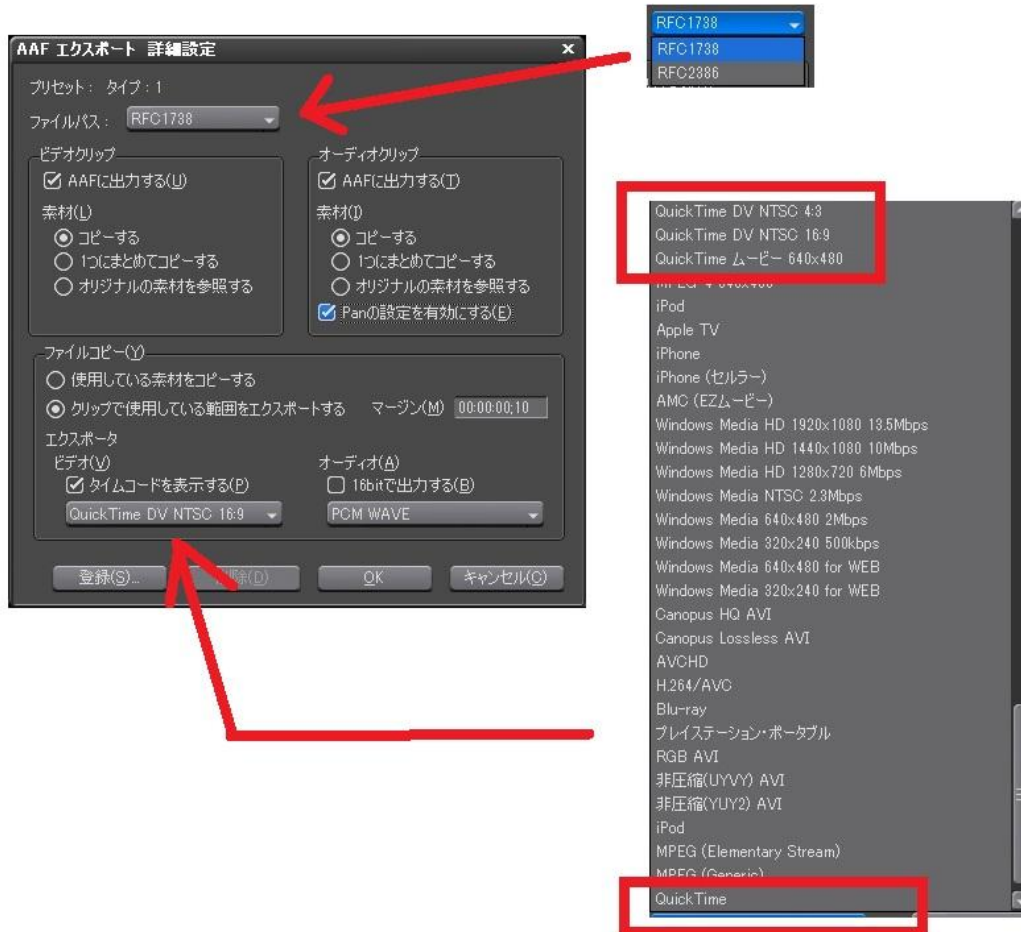 AAF エクスポート 詳細設定
x
プリセット： タイプ：1
ファイルパス： RFC1738
ビデオクリップ
AAFに出力する(U)
素材(L)
コピーする
1つにまとめてコピーする
オリジナルの素材を参照する
オーディオクリップ
AAFに出力する(T)
素材(I)
コピーする
1つにまとめてコピーする
オリジナルの素材を参照する
Panの設定を有効にする(E)
ファイルコピー(Y)
使用している素材をコピーする
クリップで使用している範囲をエクスポートする マージン(M) 00:00:00;10
エクスポータ
ビデオ(V)
タイムコードを表示する(P)
QuickTime DV NTSC 16:9
オーディオ(A)
16bitで出力する(B)
PCM WAVE
登録(S)... (D) OK キャンセル(C)
RFC1738
RFC1738
RFC2386
QuickTime DV NTSC 4:3
QuickTime DV NTSC 16:9
QuickTime ムービー 640x480
MPEG-4 640x480
iPod
Apple TV
iPhone
iPhone (セルラー)
AMC (EZムービー)
Windows Media HD 1920x1080 13.5Mbps
Windows Media HD 1440x1080 10Mbps
Windows Media HD 1280x720 6Mbps
Windows Media NTSC 2.3Mbps
Windows Media 640x480 2Mbps
Windows Media 320x240 500kbps
Windows Media 640x480 for WEB
Windows Media 320x240 for WEB
Canopus HQ AVI
Canopus Lossless AVI
AVCHD
H.264/AVC
Blu-ray
プレイステーション・ポータブル
RGB AVI
非圧縮(UYVY) AVI
非圧縮(YUY2) AVI
iPod
MPEG (Elementary Stream)
MPEG (Generic)
QuickTime